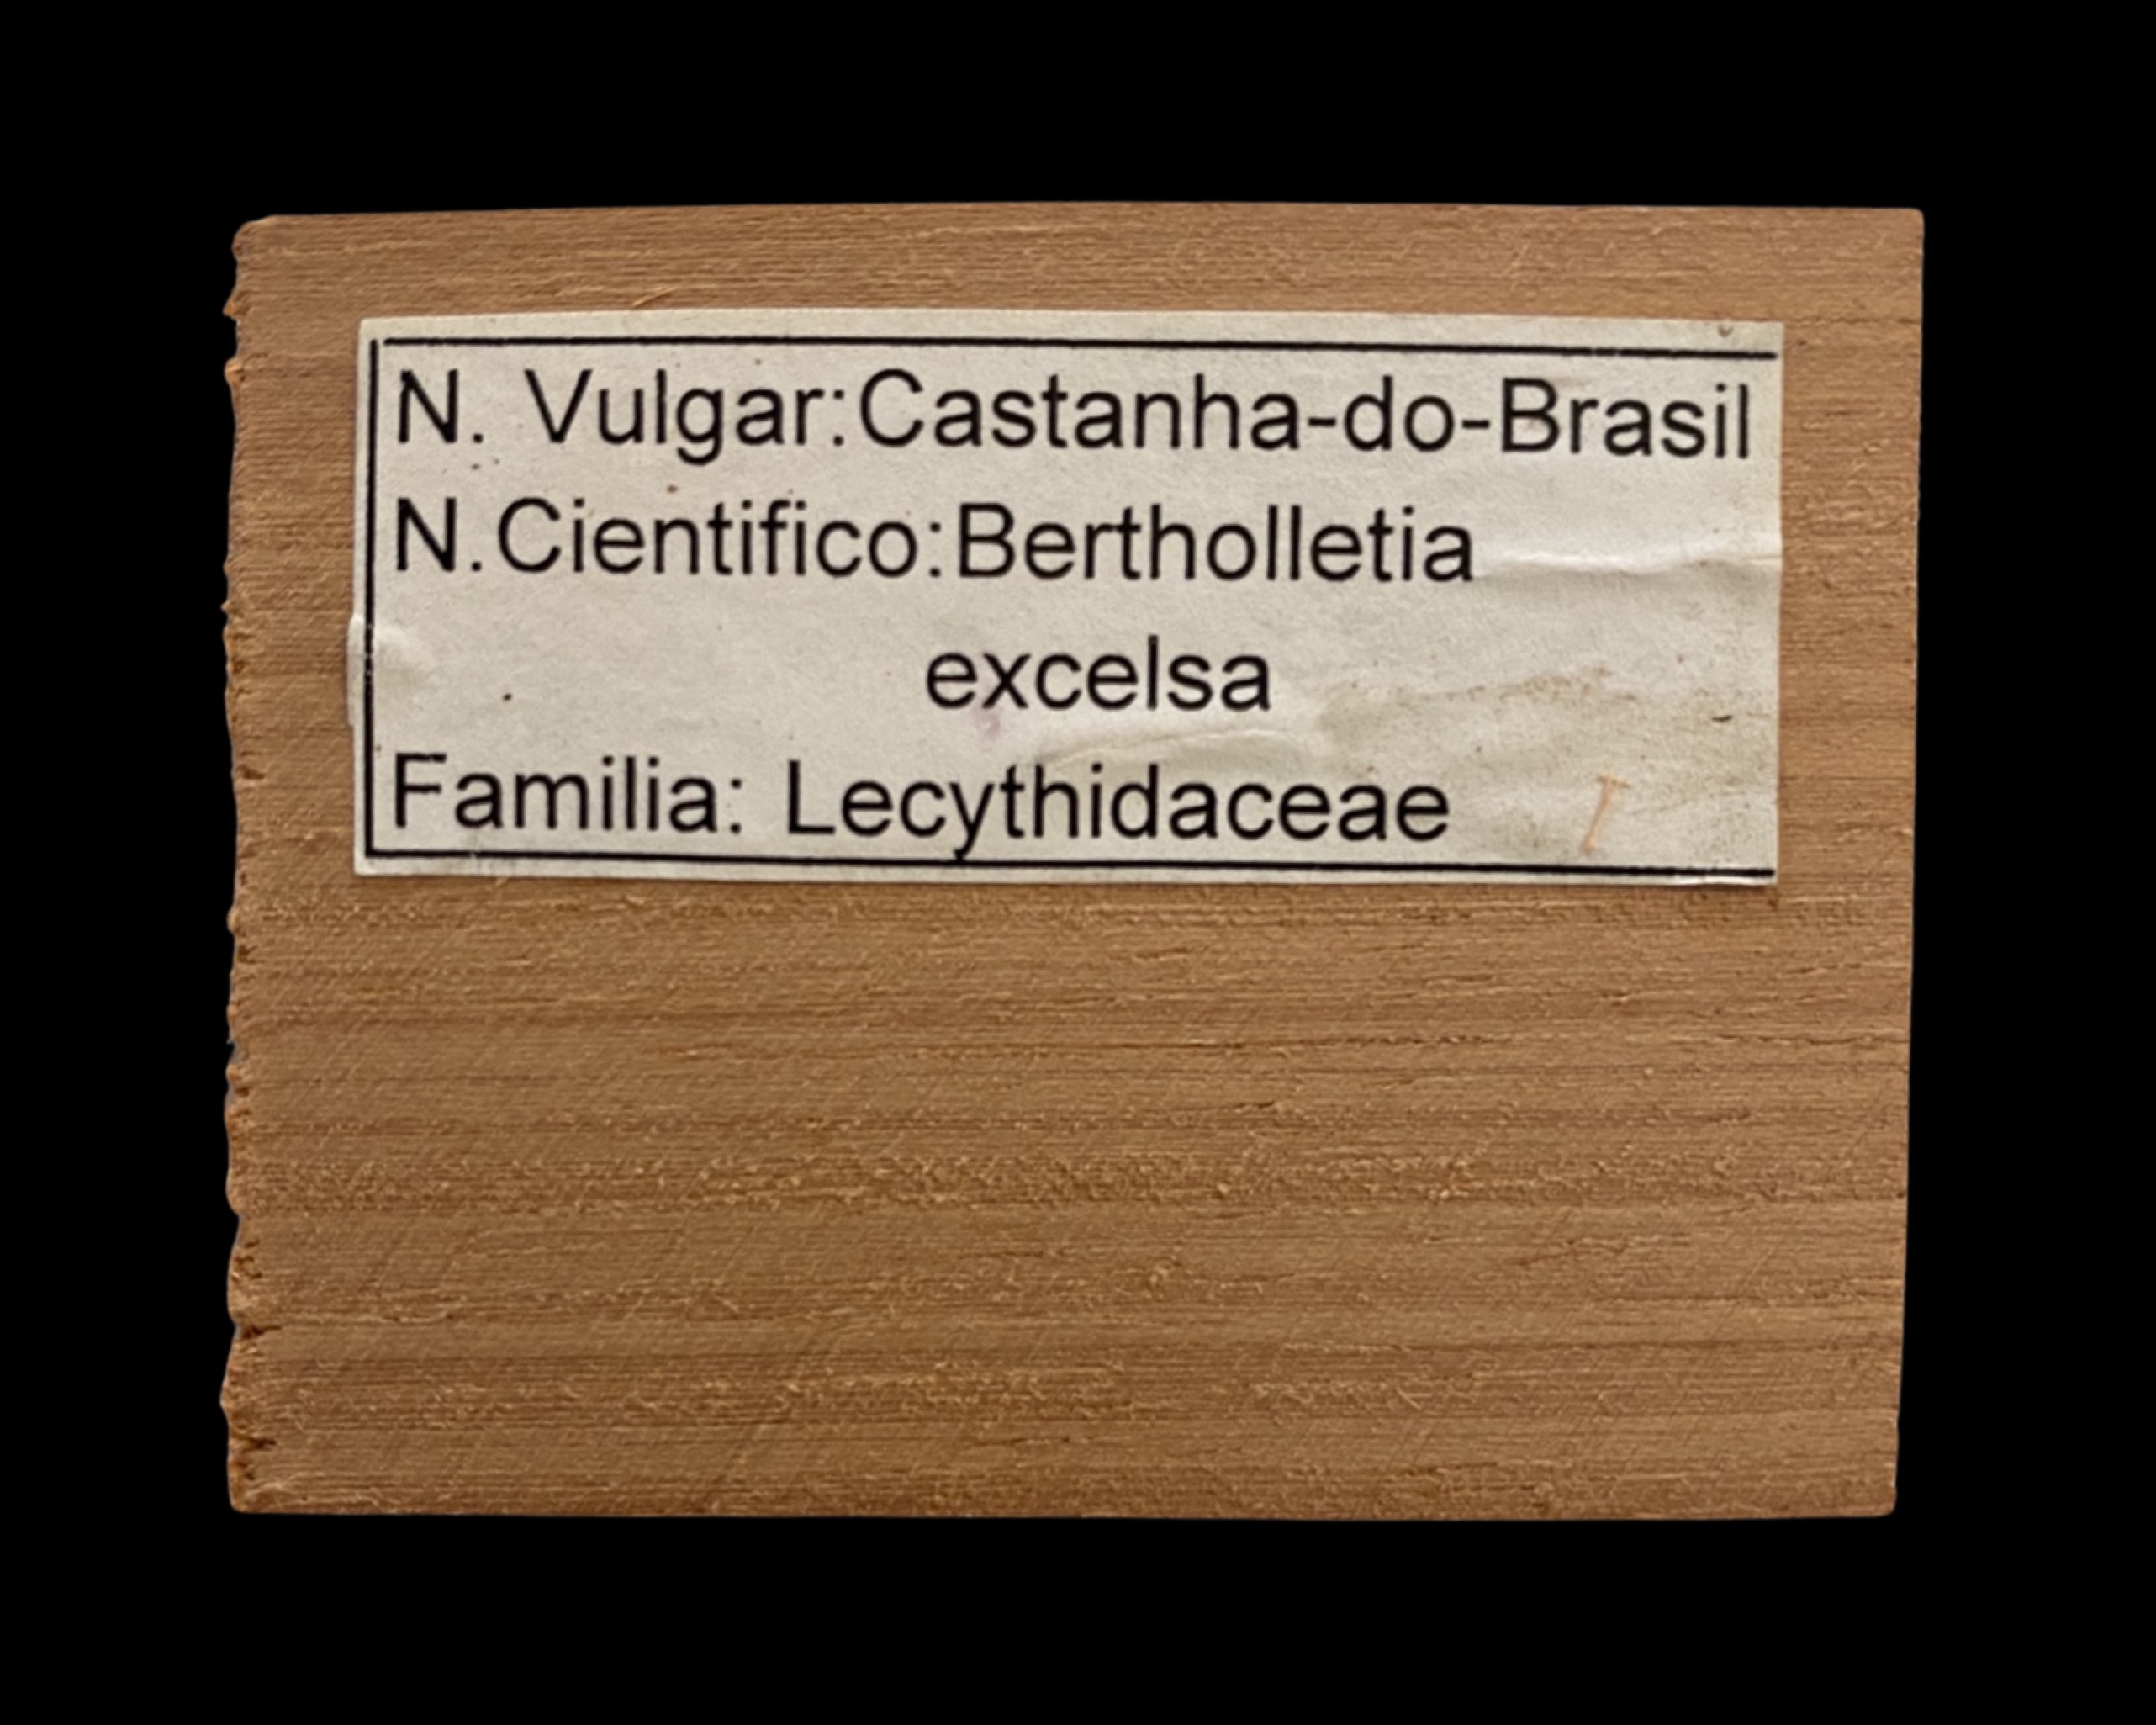 N. Vulgar:Castanha-do-Brasil
N.Cientifico:Bertholletia
excelsa
Familia: Lecythidaceae